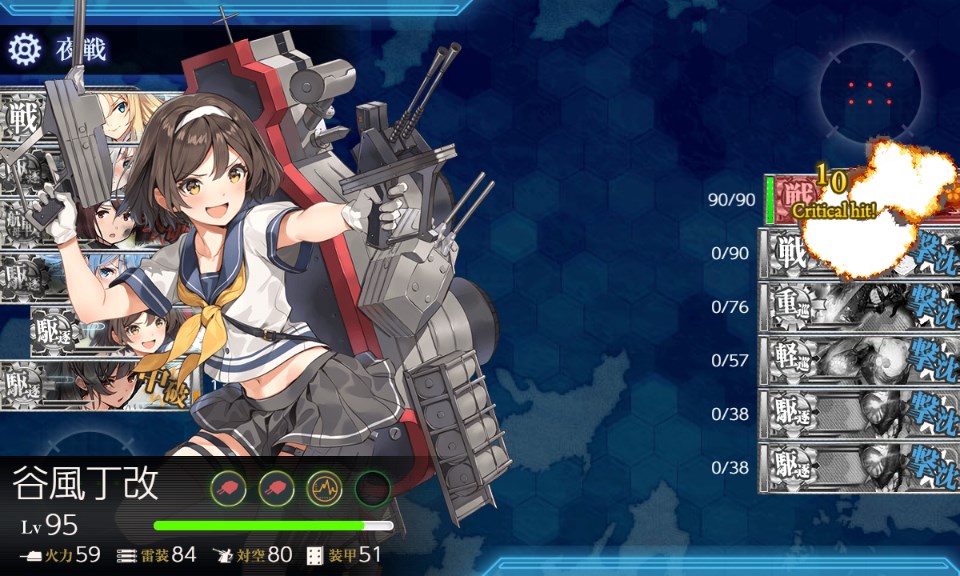 夜戦
戦
駆逐
駆逐
駆逐
中破
谷風丁改
Lv 95
火力 59 雷装 84 対空 80 装甲 51
90/90 戦 10
Critical hit!
0/90 戦 撃沈
0/76 重巡 撃沈
0/57 軽巡 撃沈
0/38 駆逐 撃沈
0/38 駆逐 撃沈